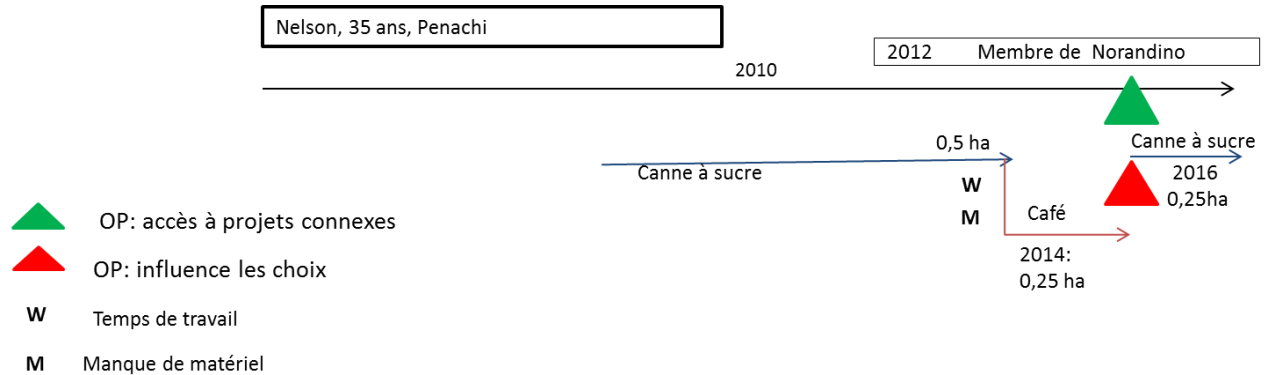 Nelson, 35 ans, Penachi
2012 Membre de Norandino
2010
0,5 ha
Canne à sucre
Canne à sucre
2016
0,25ha
W
M
Café
2014:
0,25 ha
OP: accès à projets connexes
OP: influence les choix
W Temps de travail
M Manque de matériel